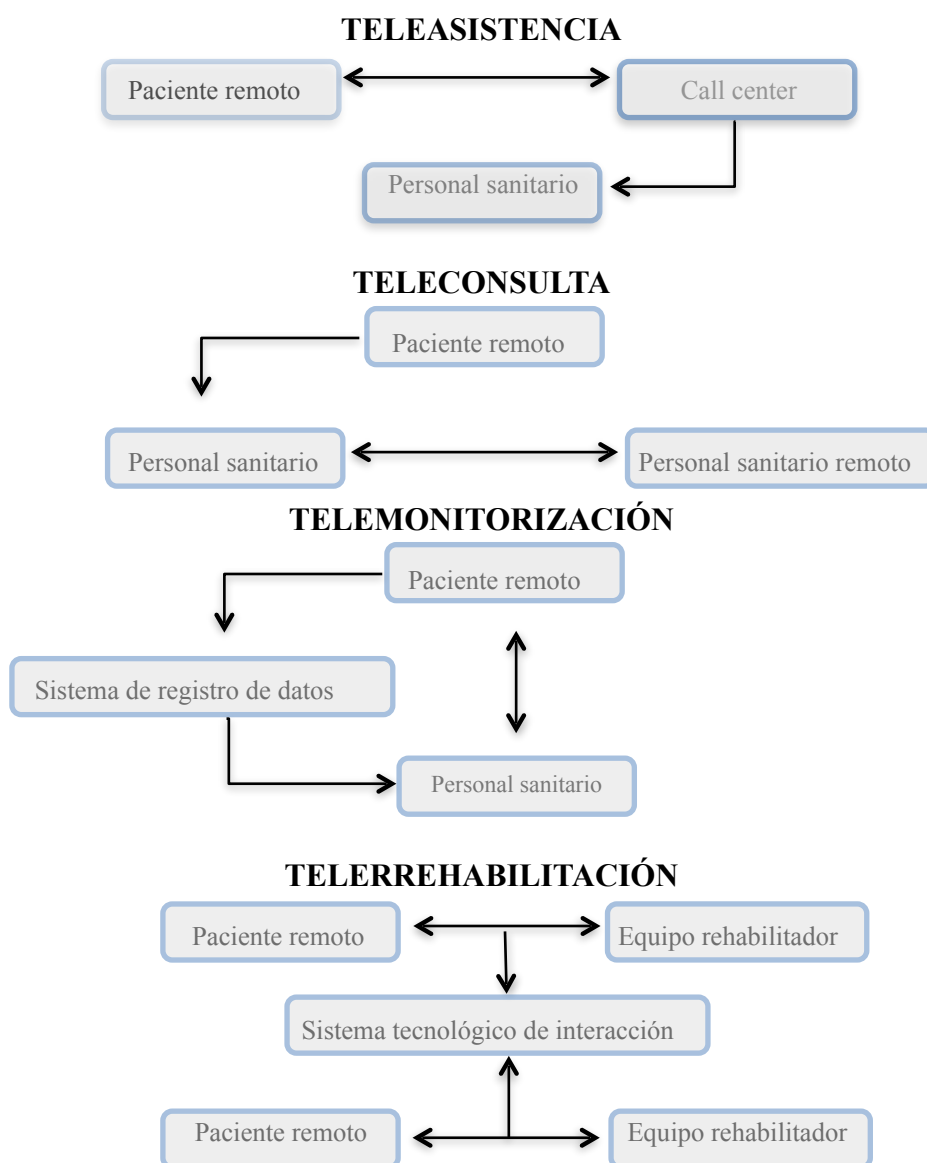 TELEASISTENCIA
Paciente remoto
Call center
Personal sanitario
TELECONSULTA
Paciente remoto
Personal sanitario
Personal sanitario remoto
TELEMONITORIZACIÓN
Paciente remoto
Sistema de registro de datos
Personal sanitario
TELERREHABILITACIÓN
Paciente remoto
Equipo rehabilitador
Sistema tecnológico de interacción
Paciente remoto
Equipo rehabilitador